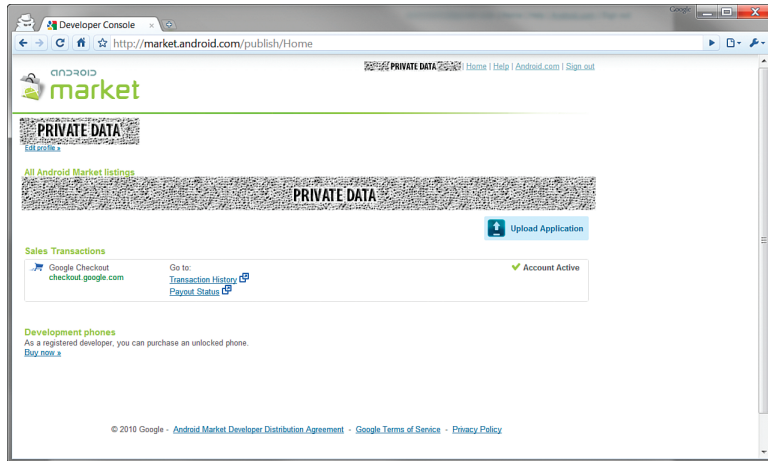 Google
Developer Console
http://market.android.com/publish/Home
PRIVATE DATA | Home | Help | Android.com | Sign out
android
market
PRIVATE DATA
Edit profile »
All Android Market listings
PRIVATE DATA
Upload Application
Sales Transactions
Google Checkout
checkout.google.com
Go to:
Transaction History
Payout Status
Account Active
Development phones
As a registered developer, you can purchase an unlocked phone.
Buy now »
© 2010 Google - Android Market Developer Distribution Agreement - Google Terms of Service - Privacy Policy